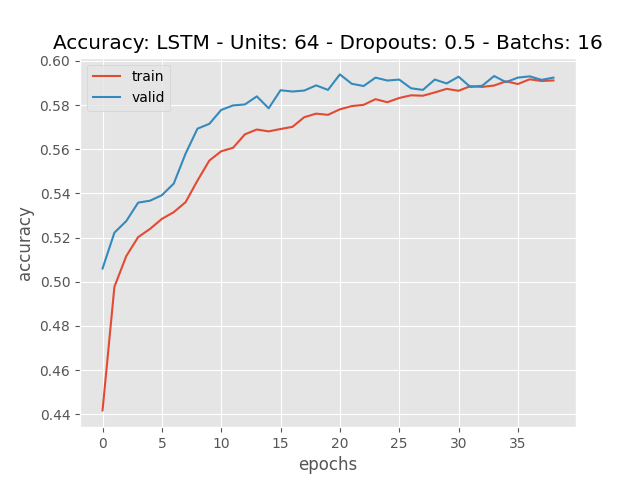 Accuracy: LSTM - Units: 64 - Dropouts: 0.5 - Batchs: 16
train
valid
0.60
0.58
0.56
0.54
0.52
0.50
0.48
0.46
0.44
accuracy
0 5 10 15 20 25 30 35
epochs